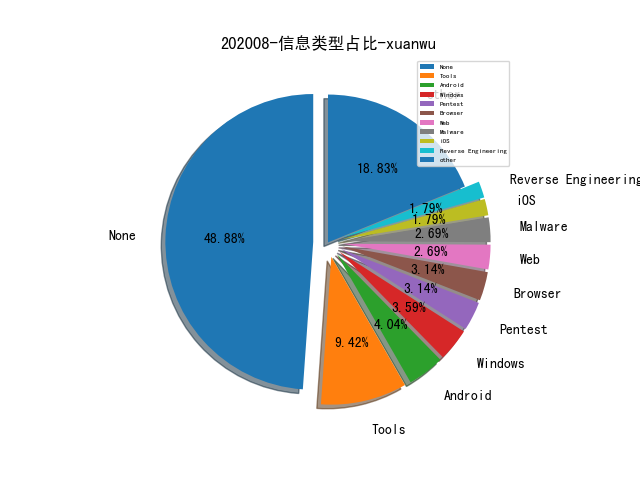 202008-信息类型占比-xuanwu
None
Tools
Android
Windows
Pentest
Browser
Web
Malware
iOS
Reverse Engineering
other
18.83%
Reverse Engineering
1.79%
iOS
1.79%
Malware
2.69%
Web
2.69%
Browser
3.14%
Pentest
3.14%
Windows
3.59%
Android
4.04%
Tools
9.42%
None
48.88%